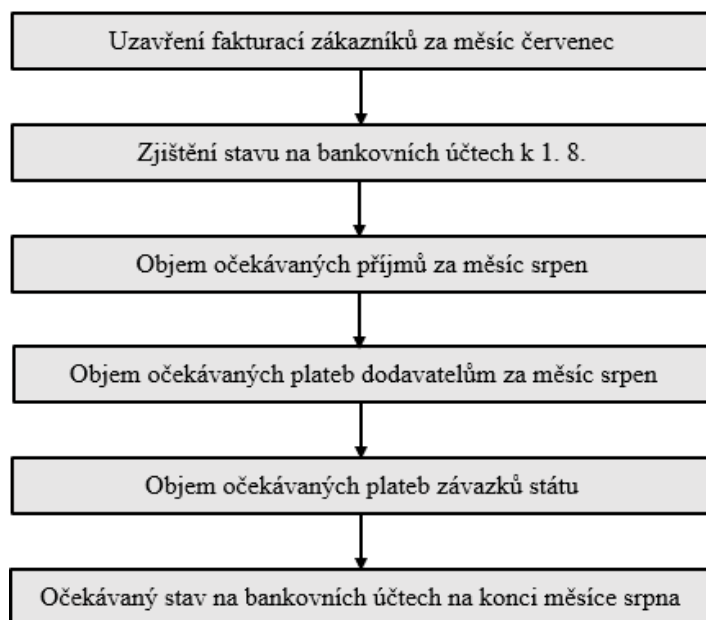 Uzavření fakturací zákazníků za měsíc červenec
Zjištění stavu na bankovních účtech k 1. 8.
Objem očekávaných příjmů za měsíc srpen
Objem očekávaných plateb dodavatelům za měsíc srpen
Objem očekávaných plateb závazků státu
Očekávaný stav na bankovních účtech na konci měsíce srpna